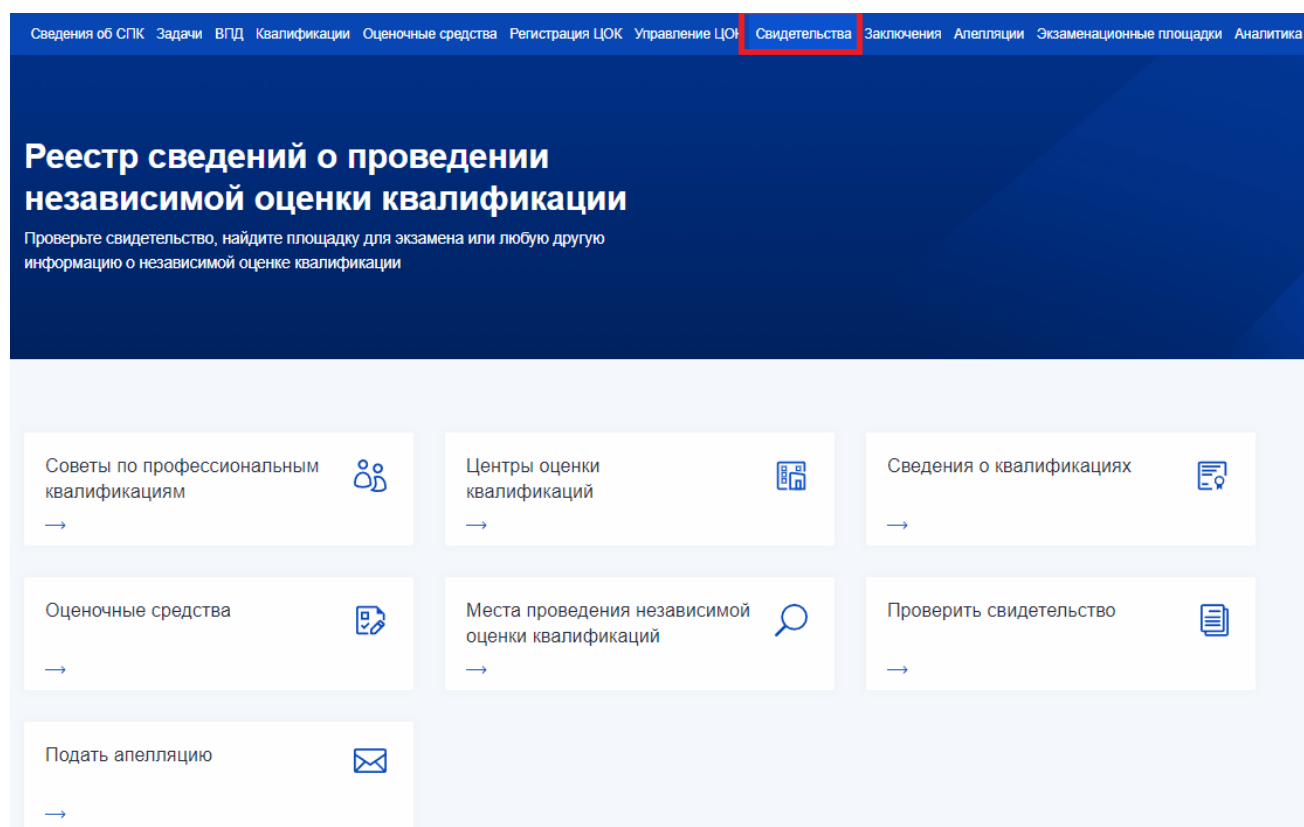 Сведения об СПК Задачи ВПД Квалификации Оценочные средства Регистрация ЦОК Управление ЦОК Свидетельства Заключения Апелляции Экзаменационные площадки Аналитика
Реестр сведений о проведении
независимой оценки квалификации
Проверьте свидетельство, найдите площадку для экзамена или любую другую
информацию о независимой оценке квалификации
Советы по профессиональным
квалификациям
Центры оценки
квалификаций
Сведения о квалификациях
Оценочные средства
Места проведения независимой
оценки квалификаций
Проверить свидетельство
Подать апелляцию